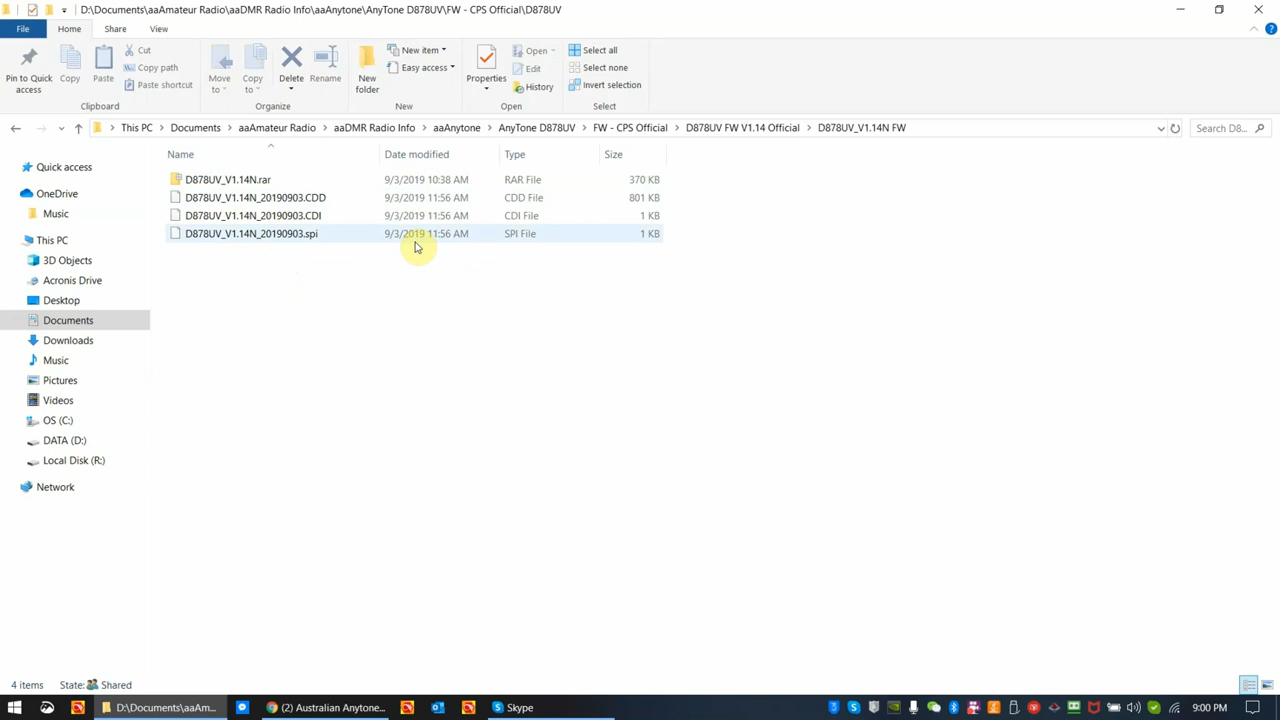 D:\Documents\aaAmateur Radio\aaDMR Radio Info\aaAnytone\AnyTone D878UV\FW - CPS Official\D878UV
File Home Share View
Pin to Quick access
Copy
Paste
Cut
Copy path
Paste shortcut
Clipboard
Move to
Copy to
Delete
Rename
Organize
New folder
New item
Easy access
New
Properties
Open
Edit
History
Open
Select all
Select none
Invert selection
Select
This PC > Documents > aaAmateur Radio > aaDMR Radio Info > aaAnytone > AnyTone D878UV > FW - CPS Official > D878UV FW V1.14 Official > D878UV_V1.14N FW
Search D8...
Name Date modified Type Size
D878UV_V1.14N.rar 9/3/2019 10:38 AM RAR File 370 KB
D878UV_V1.14N_20190903.CDD 9/3/2019 11:56 AM CDD File 801 KB
D878UV_V1.14N_20190903.CDI 9/3/2019 11:56 AM CDI File 1 KB
D878UV_V1.14N_20190903.spi 9/3/2019 11:56 AM SPI File 1 KB
Quick access
OneDrive
Music
This PC
3D Objects
Acronis Drive
Desktop
Documents
Downloads
Music
Pictures
Videos
OS (C:)
DATA (D:)
Local Disk (R:)
Network
4 items State: Shared
D:\Documents\aaAm...
(2) Australian Anytone...
Skype
9:00 PM